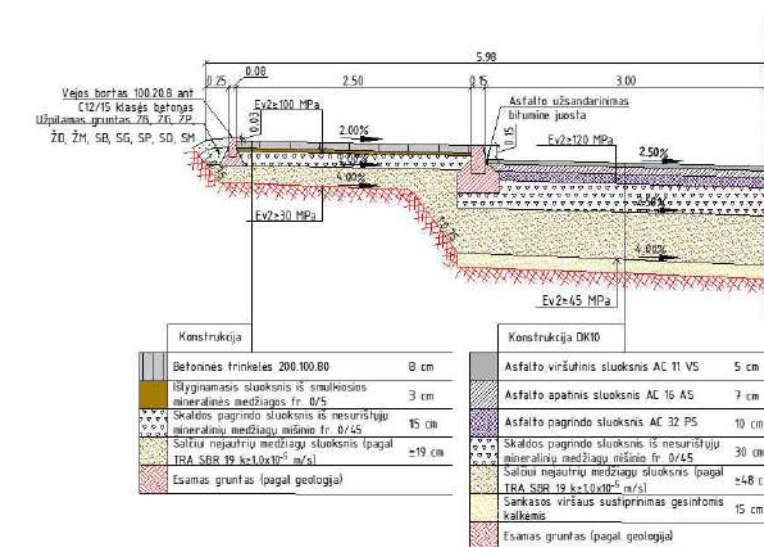 5.98
0.25
0.08
2.50
0.15
3.00
Vejos bortas 100.20.8 ant
C12/15 klasės betonas
Užpilamas gruntas ŽB, ŽG, ŽP,
ŽD, ŽM, SB, SG, SP, SD, SM
Ev2≥100 MPa
0.03
2.00%
4.00%
Ev2≥30 MPa
Asfalto užsandarinimas
bitumine juosta
0.15
Ev2≥120 MPa
2.50%
2.50%
4.00%
Ev2≥45 MPa
Konstrukcija
Betoninės trinkelės 200.100.80 8 cm
Išlyginamasis sluoksnis iš smulkiosios
mineralinės medžiagos fr. 0/5 3 cm
Skaldos pagrindo sluoksnis iš nesurištųjų
mineralinių medžiagų mišinio fr. 0/45 15 cm
Šalčiui nejautrių medžiagų sluoksnis (pagal
TRA SBR 19 k≥1,0x10⁻⁵ m/s) ≥19 cm
Esamas gruntas (pagal geologiją)
Konstrukcija DK10
Asfalto viršutinis sluoksnis AC 11 VS 5 cm
Asfalto apatinis sluoksnis AC 16 AS 7 cm
Asfalto pagrindo sluoksnis AC 32 PS 10 cm
Skaldos pagrindo sluoksnis iš nesurištųjų
mineralinių medžiagų mišinio fr. 0/45 30 cm
Šalčiui nejautrių medžiagų sluoksnis (pagal
TRA SBR 19 k≥1,0x10⁻⁵ m/s) ≥48 c
Sankasos viršaus sustiprinimas gesintomis
kalkėmis 15 cm
Esamas gruntas (pagal geologiją)